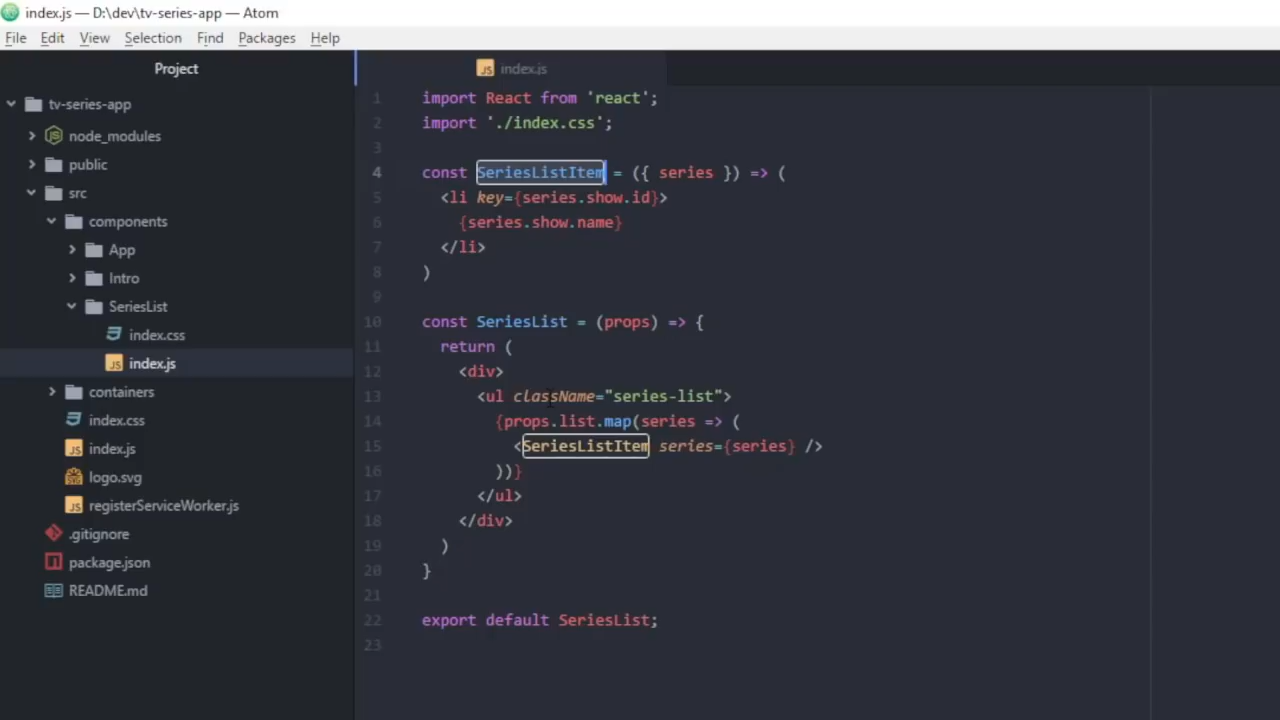 index.js — D:\dev\tv-series-app — Atom
File Edit View Selection Find Packages Help
Project
tv-series-app
node_modules
public
src
components
App
Intro
SeriesList
index.css
index.js
containers
index.css
index.js
logo.svg
registerServiceWorker.js
.gitignore
package.json
README.md
index.js
1 import React from 'react';
2 import './index.css';
3
4 const SeriesListItem = ({ series }) => (
5 <li key={series.show.id}>
6 {series.show.name}
7 </li>
8 )
9
10 const SeriesList = (props) => {
11 return (
12 <div>
13 <ul className="series-list">
14 {props.list.map(series => (
15 <SeriesListItem series={series} />
16 ))}
17 </ul>
18 </div>
19 )
20 }
21
22 export default SeriesList;
23